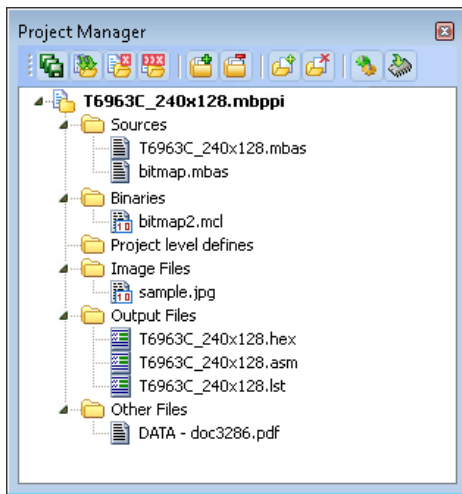 Project Manager
T6963C_240x128.mbppi
Sources
T6963C_240x128.mbas
bitmap.mbas
Binaries
bitmap2.mcl
Project level defines
Image Files
sample.jpg
Output Files
T6963C_240x128.hex
T6963C_240x128.asm
T6963C_240x128.lst
Other Files
DATA - doc3286.pdf